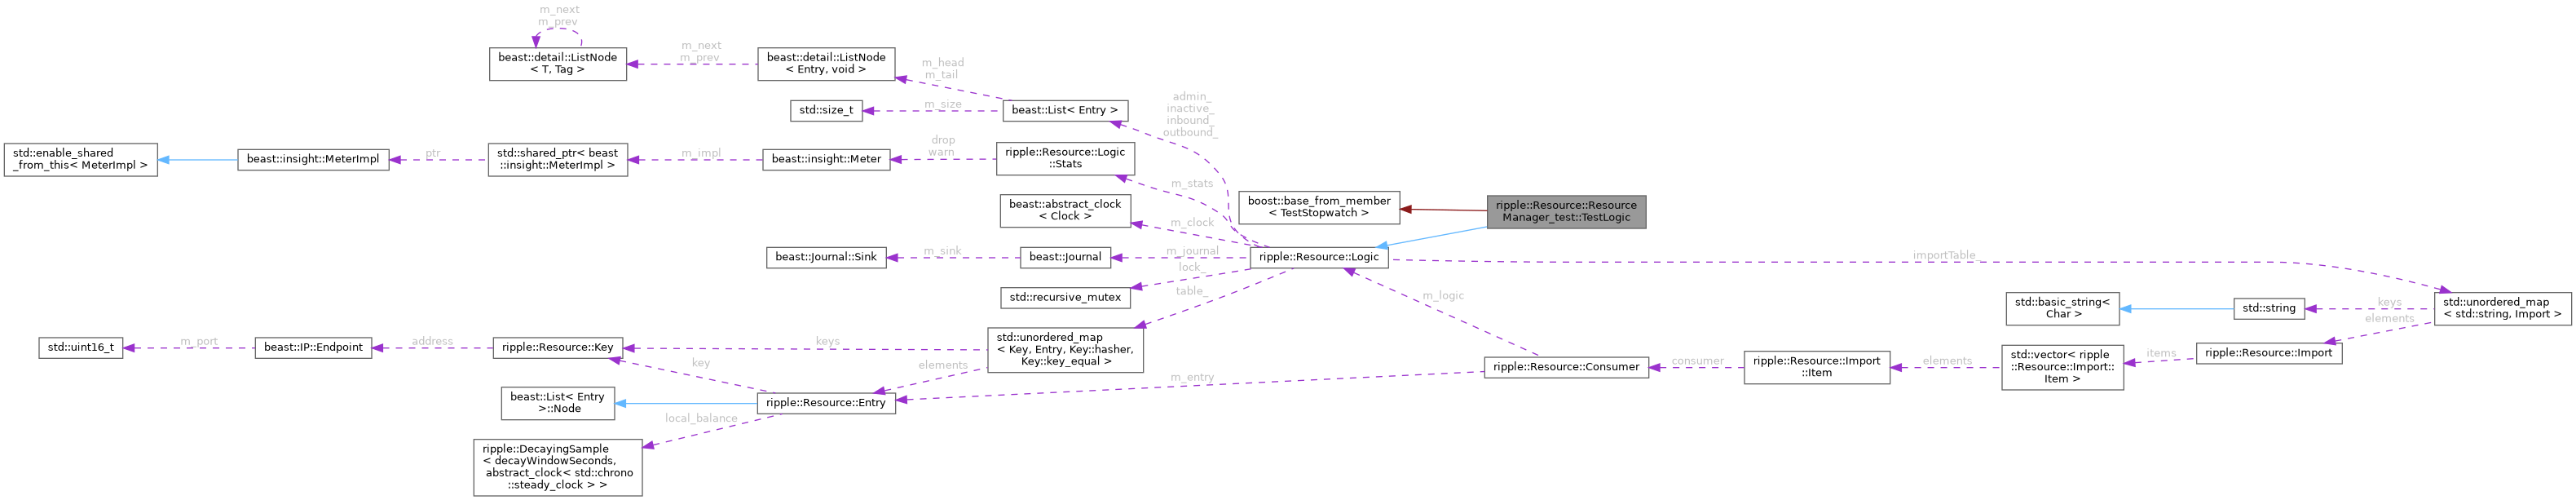 m_next
m_prev
beast::detail::ListNode
< T, Tag >
m_next
m_prev
beast::detail::ListNode
< Entry, void >
m_head
m_tail
std::size_t
m_size
beast::List< Entry >
admin_
inactive_
inbound_
outbound_
std::enable_shared
_from_this< MeterImpl >
beast::insight::MeterImpl
ptr
std::shared_ptr< beast
::insight::MeterImpl >
m_impl
beast::insight::Meter
drop
warn
ripple::Resource::Logic
::Stats
m_stats
beast::abstract_clock
< Clock >
m_clock
boost::base_from_member
< TestStopwatch >
ripple::Resource::Resource
Manager_test::TestLogic
beast::Journal::Sink
m_sink
beast::Journal
m_journal
ripple::Resource::Logic
importTable_
lock_
std::recursive_mutex
table_
m_logic
std::basic_string<
Char >
std::string
keys
elements
std::unordered_map
< std::string, Import >
std::uint16_t
m_port
beast::IP::Endpoint
address
ripple::Resource::Key
keys
key
elements
std::unordered_map
< Key, Entry, Key::hasher,
Key::key_equal >
ripple::Resource::Consumer
consumer
ripple::Resource::Import
::Item
elements
std::vector< ripple
::Resource::Import::
Item >
items
ripple::Resource::Import
m_entry
beast::List< Entry
>::Node
ripple::Resource::Entry
local_balance
ripple::DecayingSample
< decayWindowSeconds,
abstract_clock< std::chrono
::steady_clock > >